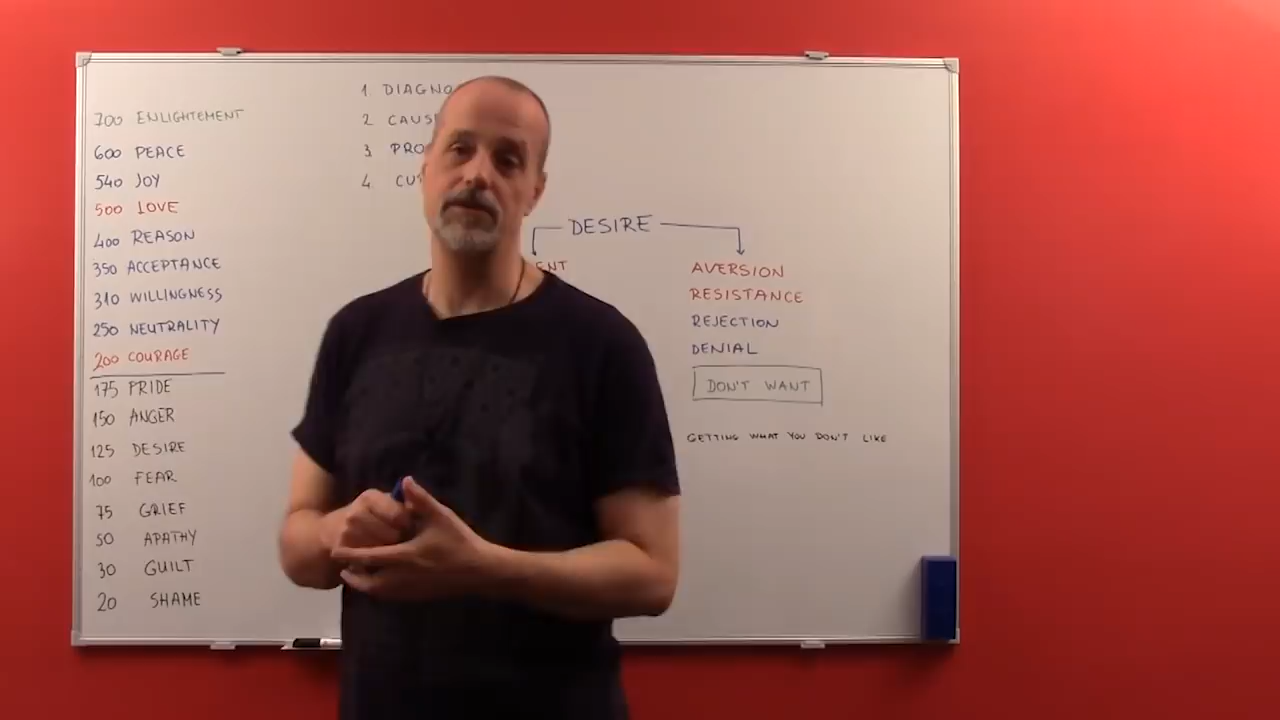 700 ENLIGHTEMENT
600 PEACE
540 JOY
500 LOVE
400 REASON
350 ACCEPTANCE
310 WILLINGNESS
250 NEUTRALITY
200 COURAGE
175 PRIDE
150 ANGER
125 DESIRE
100 FEAR
75 GRIEF
50 APATHY
30 GUILT
20 SHAME
1. DIAGNO
2 CAUS
3. PRO
4. CU
DESIRE
ENT
AVERSION
RESISTANCE
REJECTION
DENIAL
DON'T WANT
GETTING WHAT YOU DON'T LIKE